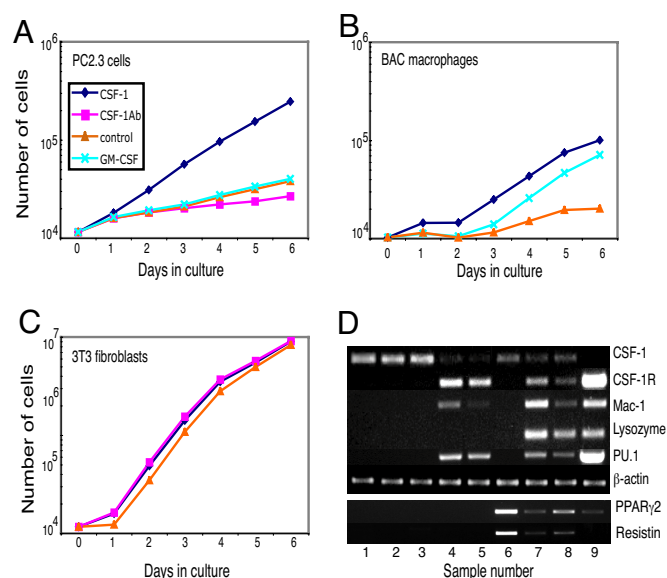 A
PC2.3 cells
Number of cells
10^6
10^5
10^4
CSF-1
CSF-1Ab
control
GM-CSF
0 1 2 3 4 5 6
Days in culture
B
BAC macrophages
Number of cells
10^6
10^5
10^4
0 1 2 3 4 5 6
Days in culture
C
3T3 fibroblasts
Number of cells
10^7
10^6
10^5
10^4
0 1 2 3 4 5 6
Days in culture
D
CSF-1
CSF-1R
Mac-1
Lysozyme
PU.1
β-actin
PPARγ2
Resistin
1 2 3 4 5 6 7 8 9
Sample number